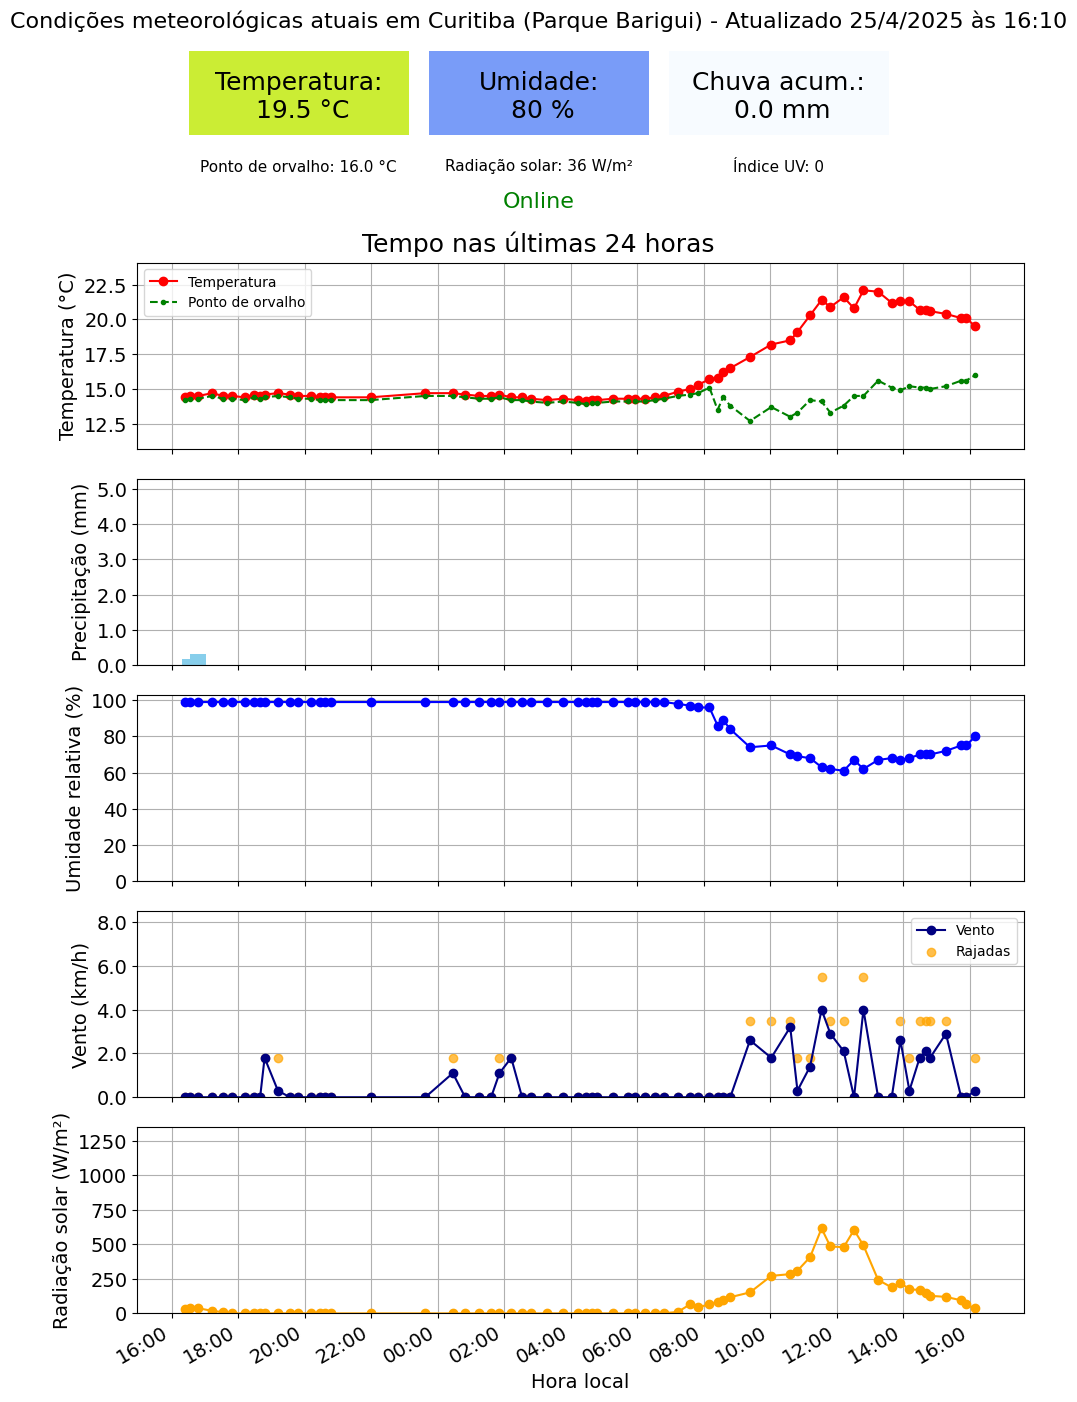 Condições meteorológicas atuais em Curitiba (Parque Barigui) - Atualizado 25/4/2025 às 16:10
Temperatura:
19.5 °C
Umidade:
80 %
Chuva acum.:
0.0 mm
Ponto de orvalho: 16.0 °C
Radiação solar: 36 W/m²
Índice UV: 0
Online
Tempo nas últimas 24 horas
Temperatura (°C)
22.5
20.0
17.5
15.0
12.5
Temperatura
Ponto de orvalho
Precipitação (mm)
5.0
4.0
3.0
2.0
1.0
0.0
Umidade relativa (%)
100
80
60
40
20
0
Vento (km/h)
8.0
6.0
4.0
2.0
0.0
Vento
Rajadas
Radiação solar (W/m²)
1250
1000
750
500
250
0
16:00
18:00
20:00
22:00
00:00
02:00
04:00
06:00
08:00
10:00
12:00
14:00
16:00
Hora local